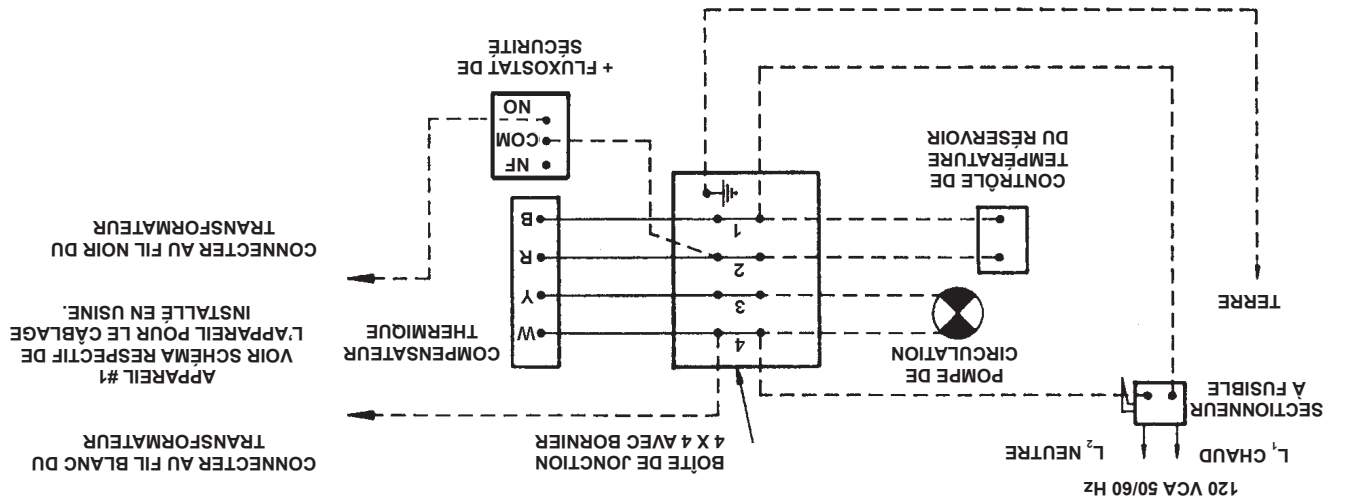 120 VCA 50/60 Hz
L₁ CHAUD
L₂ NEUTRE
SECTIONNEUR
À FUSIBLE
BOÎTE DE JONCTION
4 X 4 AVEC BORNIER
CONNECTER AU FIL BLANC DU
TRANSFORMATEUR
POMPE DE
CIRCULATION
4
3
2
1
W
Y
R
B
COMPENSATEUR
THERMIQUE
APPAREIL #1
VOIR SCHÉMA RESPECTIF DE
L'APPAREIL POUR LE CÂBLAGE
INSTALLÉ EN USINE.
TERRE
CONTRÔLE DE
TEMPÉRATURE
DU RÉSERVOIR
CONNECTER AU FIL NOIR DU
TRANSFORMATEUR
NF
COM
NO
+ FLUXOSTAT DE
SÉCURITÉ